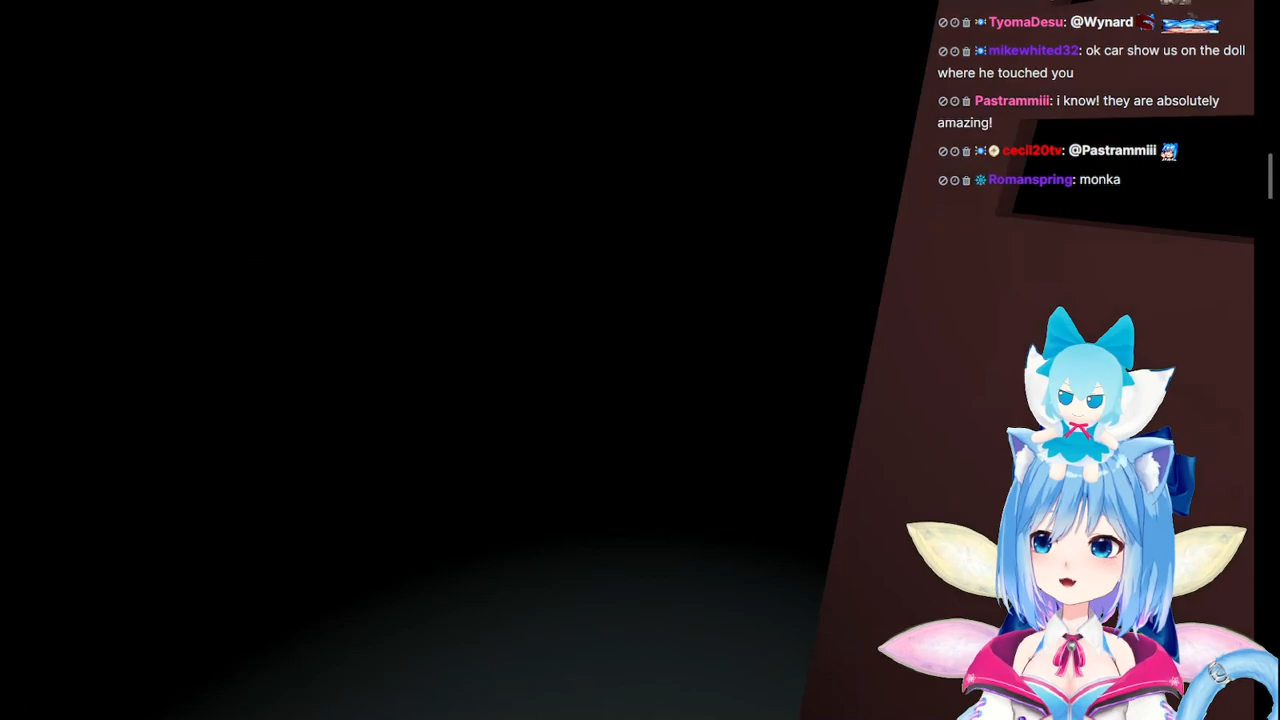 TyomaDesu: @Wynard
mikewhited32: ok car show us on the doll
where he touched you
Pastrammiii: i know! they are absolutely
amazing!
cecil20tv: @Pastrammiii
Romanspring: monka